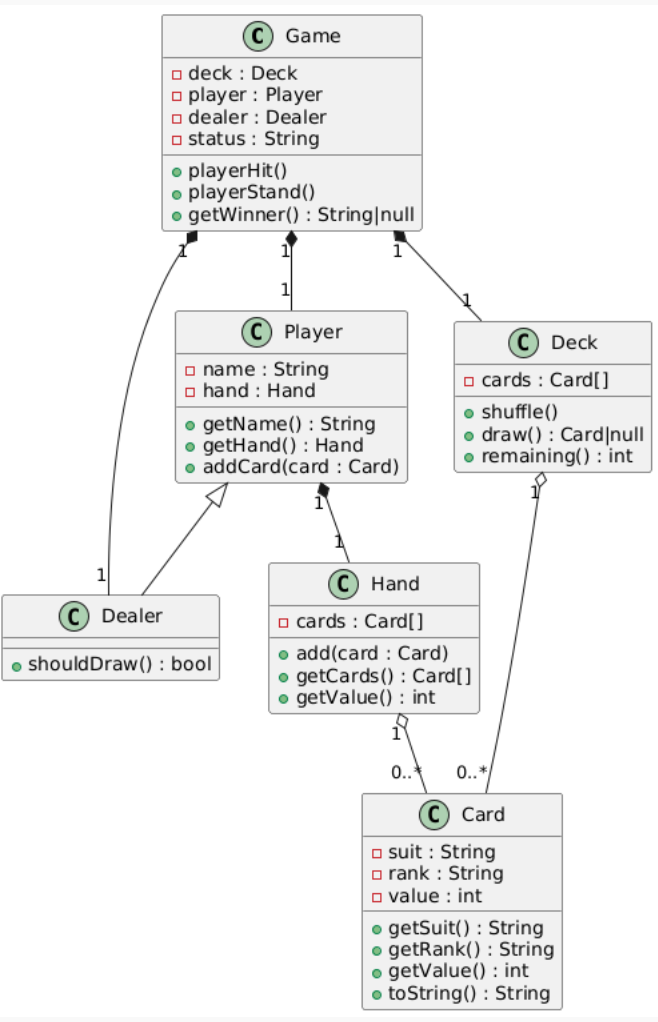 C Game
deck : Deck
player : Player
dealer : Dealer
status : String
playerHit()
playerStand()
getWinner() : String|null
1
1
1
1
1
C Player
name : String
hand : Hand
getName() : String
getHand() : Hand
addCard(card : Card)
C Deck
cards : Card[]
shuffle()
draw() : Card|null
remaining() : int
1
1
1
1
C Dealer
shouldDraw() : bool
C Hand
cards : Card[]
add(card : Card)
getCards() : Card[]
getValue() : int
1
0..*
0..*
C Card
suit : String
rank : String
value : int
getSuit() : String
getRank() : String
getValue() : int
toString() : String